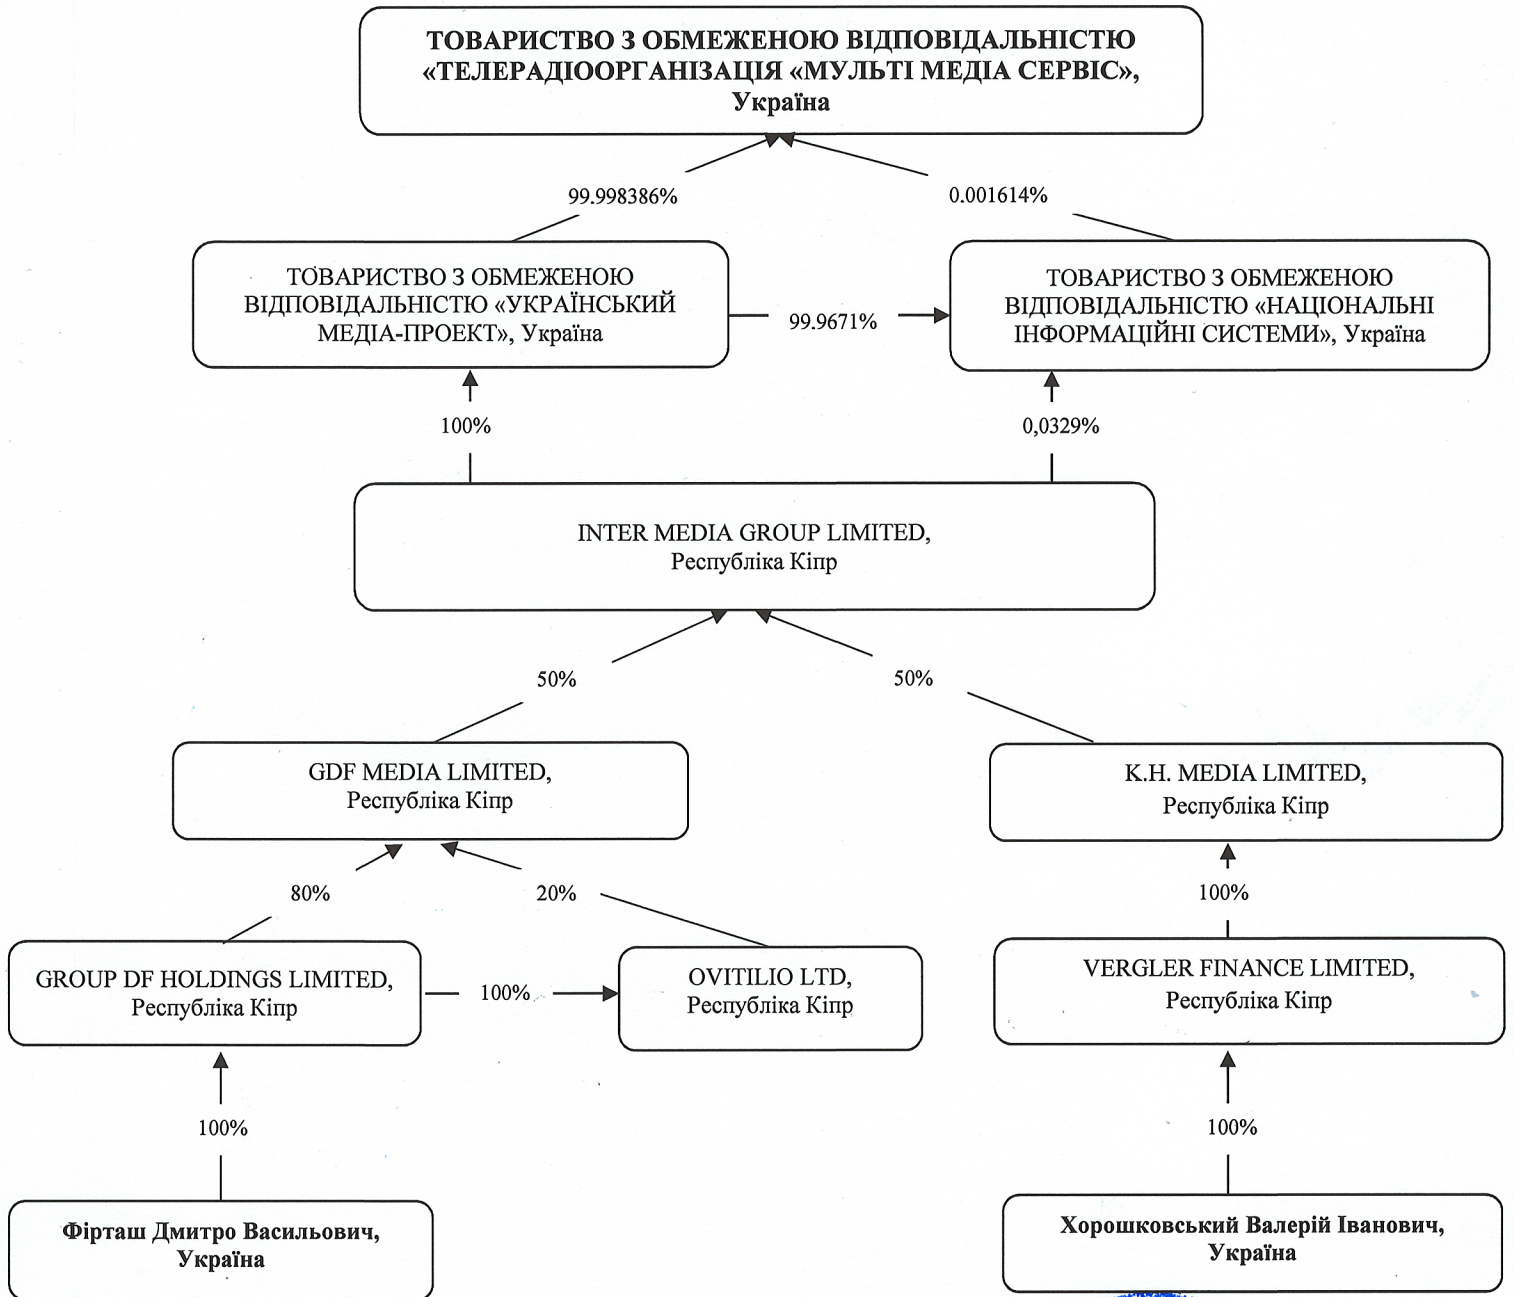 ТОВАРИСТВО З ОБМЕЖЕНОЮ ВІДПОВІДАЛЬНІСТЮ
«ТЕЛЕРАДІООРГАНІЗАЦІЯ «МУЛЬТІ МЕДІА СЕРВІС»,
Україна
99.998386%
0.001614%
ТОВАРИСТВО З ОБМЕЖЕНОЮ
ВІДПОВІДАЛЬНІСТЮ «УКРАЇНСЬКИЙ
МЕДІА-ПРОЕКТ», Україна
99.9671%
ТОВАРИСТВО З ОБМЕЖЕНОЮ
ВІДПОВІДАЛЬНІСТЮ «НАЦІОНАЛЬНІ
ІНФОРМАЦІЙНІ СИСТЕМИ», Україна
100%
0,0329%
INTER MEDIA GROUP LIMITED,
Республіка Кіпр
50%
50%
GDF MEDIA LIMITED,
Республіка Кіпр
K.H. MEDIA LIMITED,
Республіка Кіпр
80%
20%
100%
GROUP DF HOLDINGS LIMITED,
Республіка Кіпр
100%
OVITILIO LTD,
Республіка Кіпр
VERGLER FINANCE LIMITED,
Республіка Кіпр
100%
100%
Фірташ Дмитро Васильович,
Україна
Хорошковський Валерій Іванович,
Україна